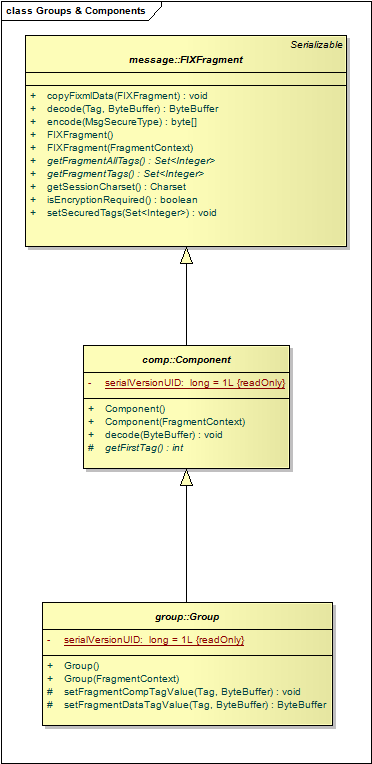 class Groups & Components
Serializable
message::FIXFragment
+ copyFixmlData(FIXFragment) : void
+ decode(Tag, ByteBuffer) : ByteBuffer
+ encode(MsgSecureType) : byte[]
+ FIXFragment()
+ FIXFragment(FragmentContext)
+ getFragmentAllTags() : Set<Integer>
+ getFragmentTags() : Set<Integer>
+ getSessionCharset() : Charset
+ isEncryptionRequired() : boolean
+ setSecuredTags(Set<Integer>) : void
comp::Component
- serialVersionUID: long = 1L {readOnly}
+ Component()
+ Component(FragmentContext)
+ decode(ByteBuffer) : void
# getFirstTag() : int
group::Group
- serialVersionUID: long = 1L {readOnly}
+ Group()
+ Group(FragmentContext)
# setFragmentCompTagValue(Tag, ByteBuffer) : void
# setFragmentDataTagValue(Tag, ByteBuffer) : ByteBuffer